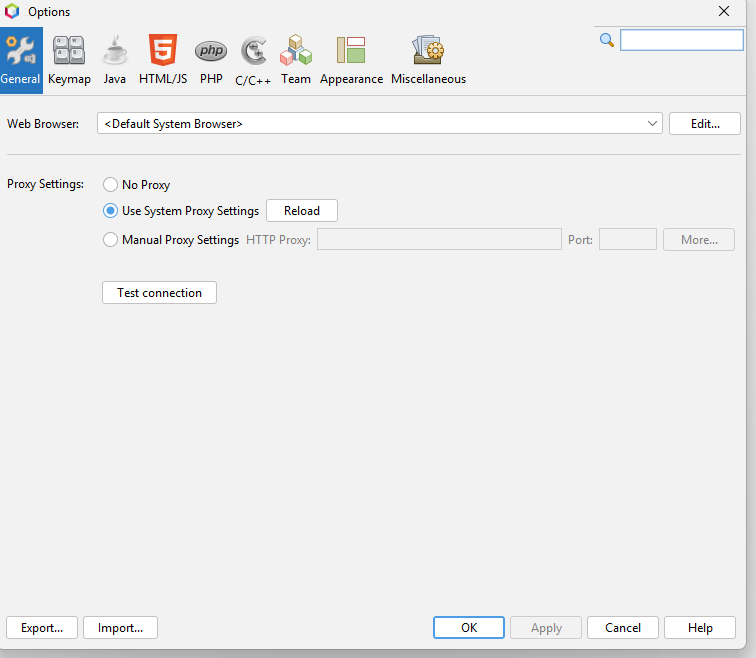 Options
General Keymap Java HTML/JS PHP C/C++ Team Appearance Miscellaneous
Web Browser: <Default System Browser> Edit...
Proxy Settings: No Proxy
Use System Proxy Settings Reload
Manual Proxy Settings HTTP Proxy: Port: More...
Test connection
Export... Import... OK Apply Cancel Help